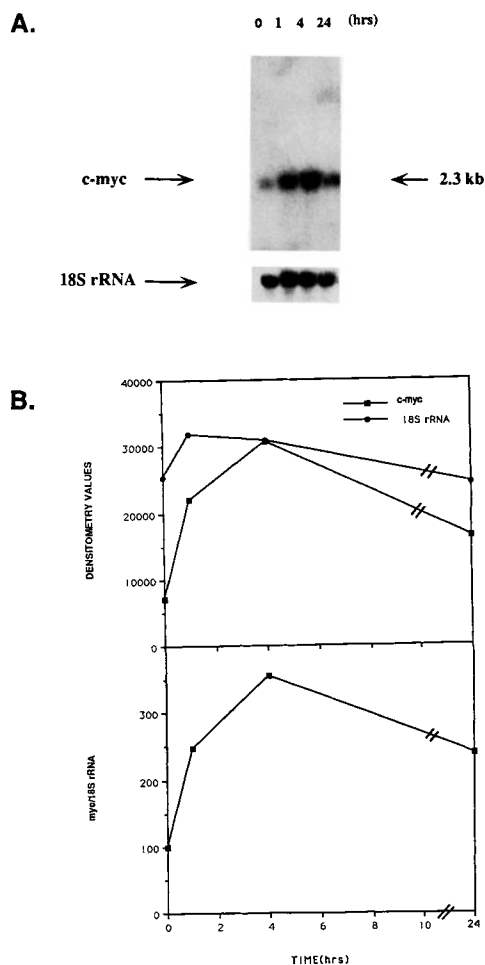 A.
0 1 4 24 (hrs)
c-myc
2.3 kb
18S rRNA
B.
40000
30000
20000
10000
0
DENSITOMETRY VALUES
c-myc
18S rRNA
300
200
100
0
myc/18S rRNA
0 2 4 6 8 10 24
TIME(hrs)